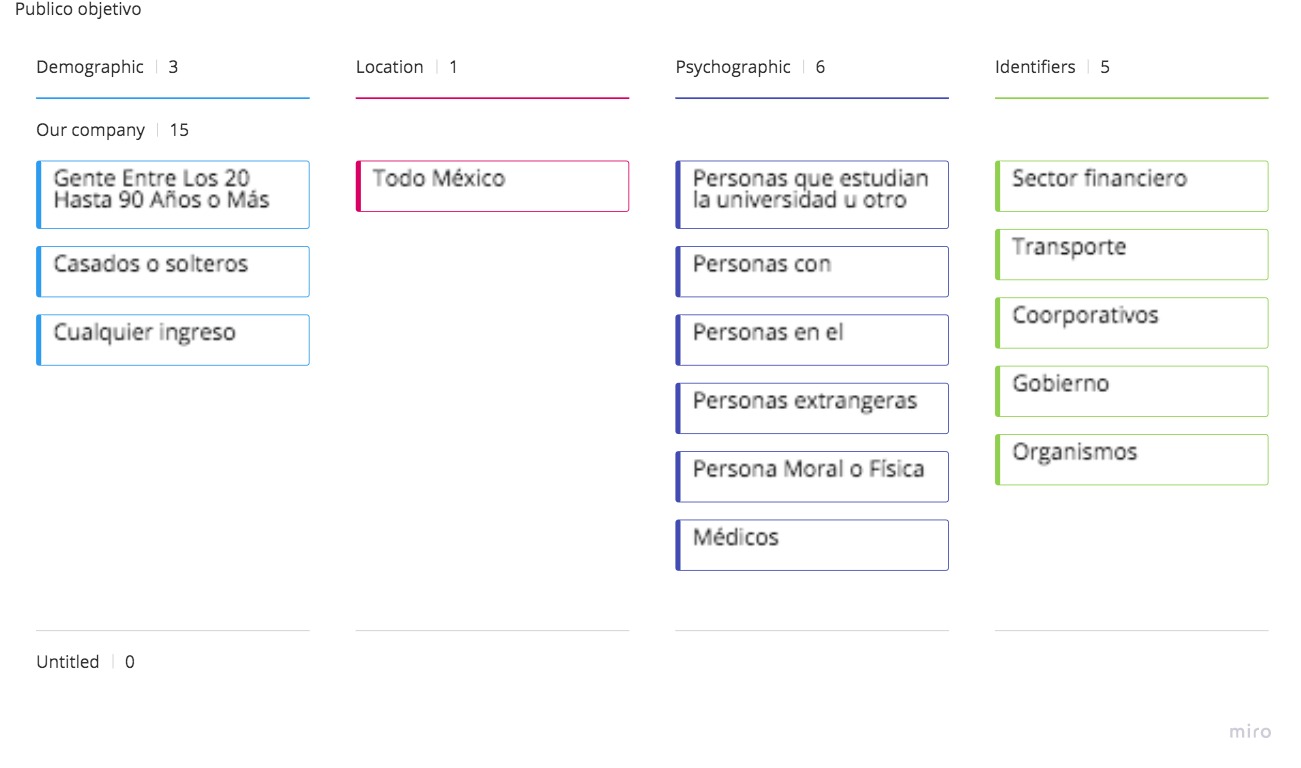 Publico objetivo
Demographic | 3
Location | 1
Psychographic | 6
Identifiers | 5
Our company | 15
Gente Entre Los 20
Hasta 90 Años o Más
Casados o solteros
Cualquier ingreso
Todo México
Personas que estudian
la universidad u otro
Personas con
Personas en el
Personas extrangeras
Persona Moral o Física
Médicos
Sector financiero
Transporte
Coorporativos
Gobierno
Organismos
Untitled | 0
miro